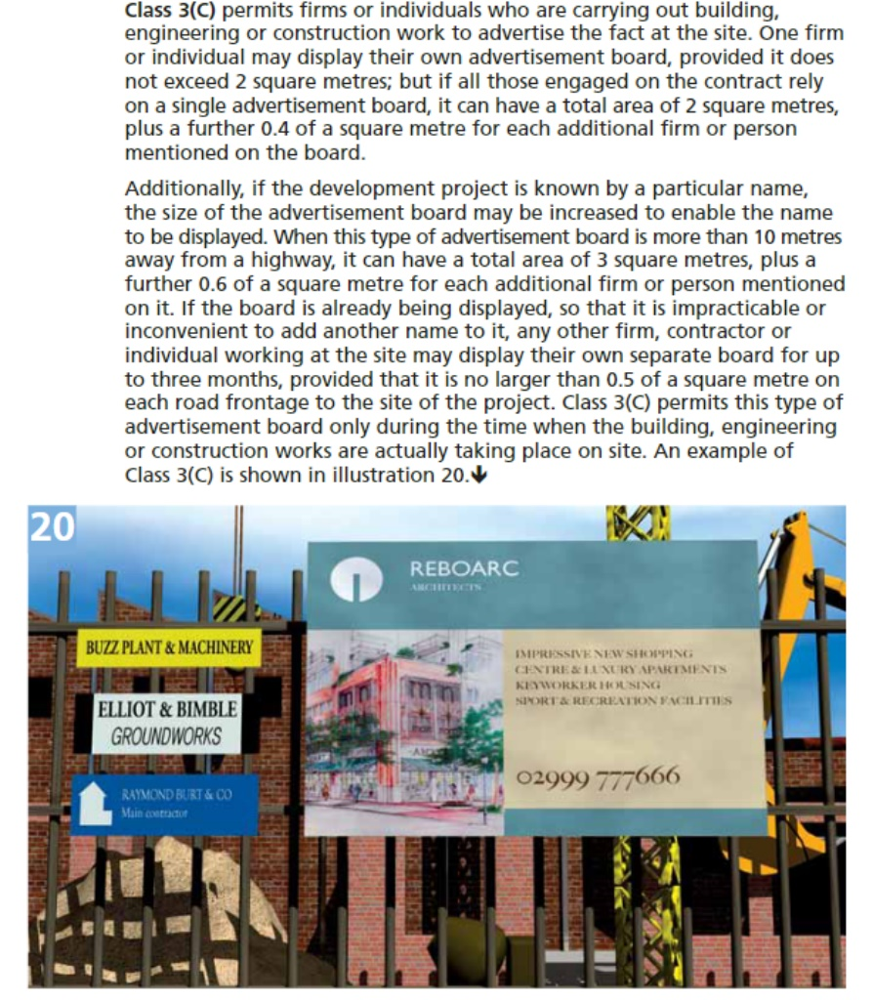 Class 3(C) permits firms or individuals who are carrying out building,
engineering or construction work to advertise the fact at the site. One firm
or individual may display their own advertisement board, provided it does
not exceed 2 square metres; but if all those engaged on the contract rely
on a single advertisement board, it can have a total area of 2 square metres,
plus a further 0.4 of a square metre for each additional firm or person
mentioned on the board.
Additionally, if the development project is known by a particular name,
the size of the advertisement board may be increased to enable the name
to be displayed. When this type of advertisement board is more than 10 metres
away from a highway, it can have a total area of 3 square metres, plus a
further 0.6 of a square metre for each additional firm or person mentioned
on it. If the board is already being displayed, so that it is impracticable or
inconvenient to add another name to it, any other firm, contractor or
individual working at the site may display their own separate board for up
to three months, provided that it is no larger than 0.5 of a square metre on
each road frontage to the site of the project. Class 3(C) permits this type of
advertisement board only during the time when the building, engineering
or construction works are actually taking place on site. An example of
Class 3(C) is shown in illustration 20.
20
BUZZ PLANT & MACHINERY
ELLIOT & BIMBLE
GROUNDWORKS
RAYMOND BURT & CO
Main contractor
REBOARC
ARCHITECTS
IMPRESSIVE NEW SHOPPING
CENTRE & LUXURY APARTMENTS
KEYWORKER HOUSING
SPORT & RECREATION FACILITIES
02999 777666